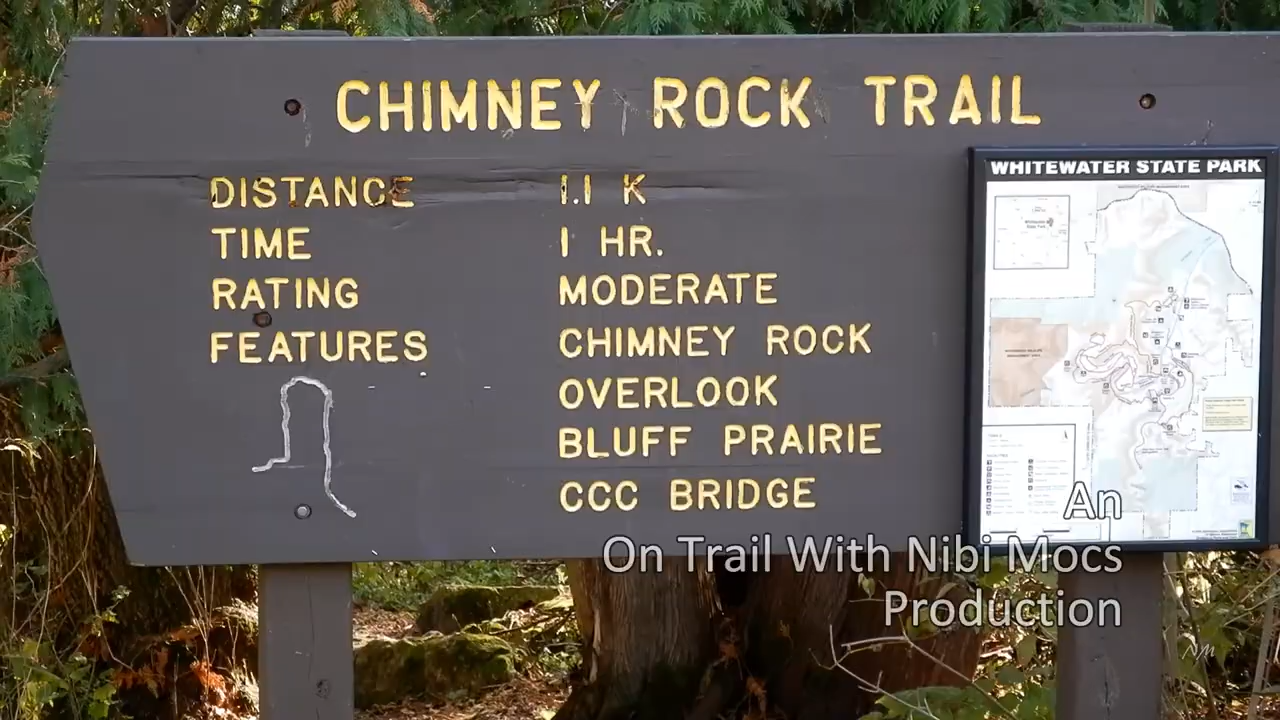 CHIMNEY ROCK TRAIL
DISTANCE 1.1 K
TIME 1 HR.
RATING MODERATE
FEATURES CHIMNEY ROCK
OVERLOOK
BLUFF PRAIRIE
CCC BRIDGE
WHITEWATER STATE PARK
An
On Trail With Nibi Mocs
Production